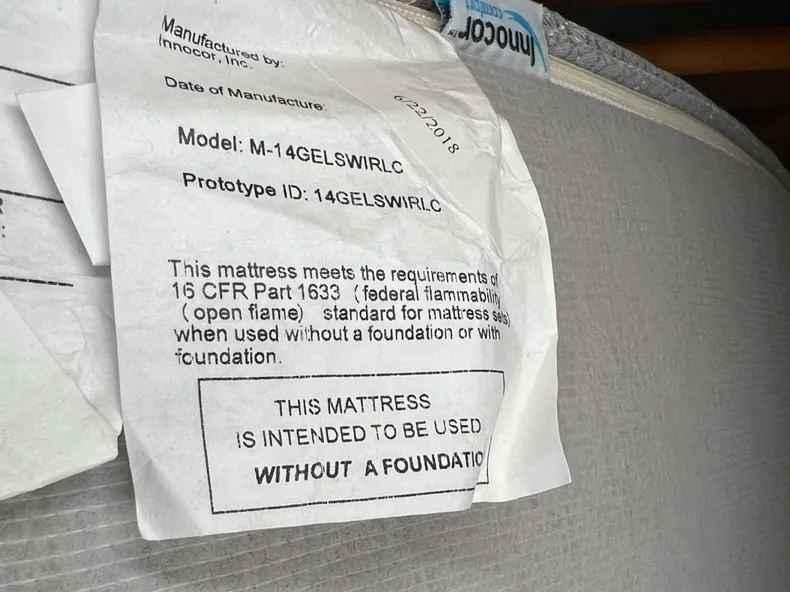 Innocor™
comfort
Manufactured by:
Innocor, Inc.
Date of Manufacture: 6/22/2018
Model: M-14GELSWIRLC
Prototype ID: 14GELSWIRLC
This mattress meets the requirements of
16 CFR Part 1633 (federal flammability
(open flame) standard for mattress sets)
when used without a foundation or with
foundation.
THIS MATTRESS
IS INTENDED TO BE USED
WITHOUT A FOUNDATIO
R
: